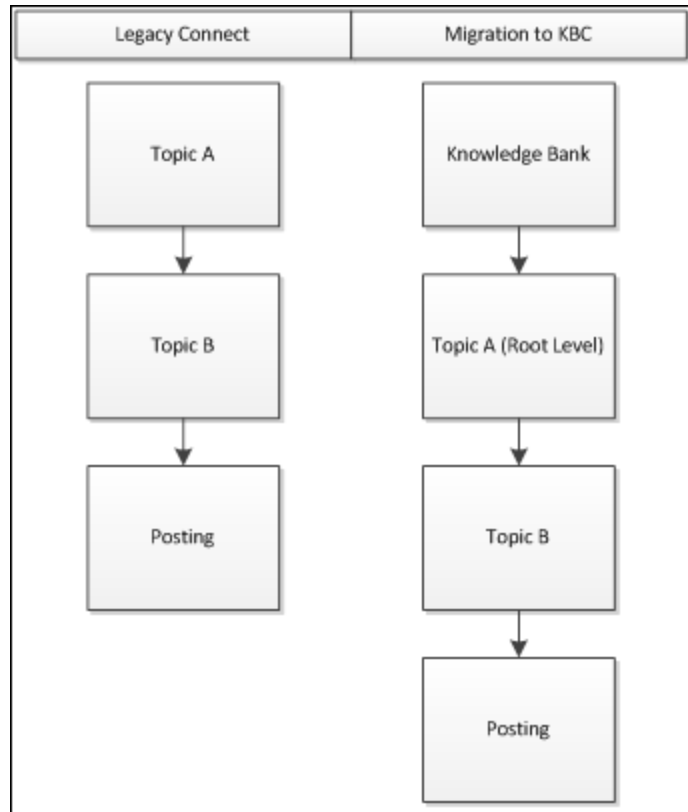 Legacy Connect
Migration to KBC
Topic A
Knowledge Bank
Topic B
Topic A (Root Level)
Posting
Topic B
Posting